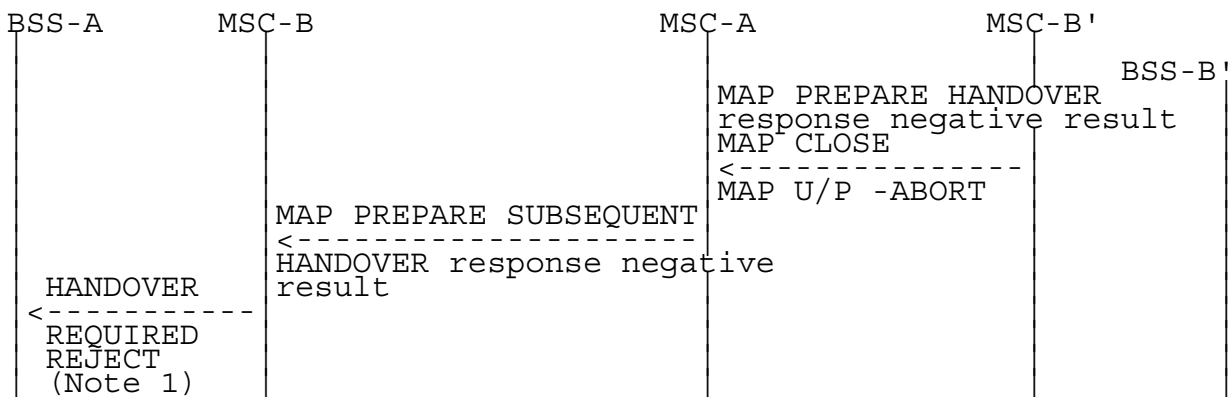 BSS-A MSC-B MSC-A MSC-B'
BSS-B'
MAP PREPARE HANDOVER
response negative result
MAP CLOSE
MAP U/P -ABORT
MAP PREPARE SUBSEQUENT
HANDOVER response negative
result
HANDOVER
REQUIRED
REJECT
(Note 1)